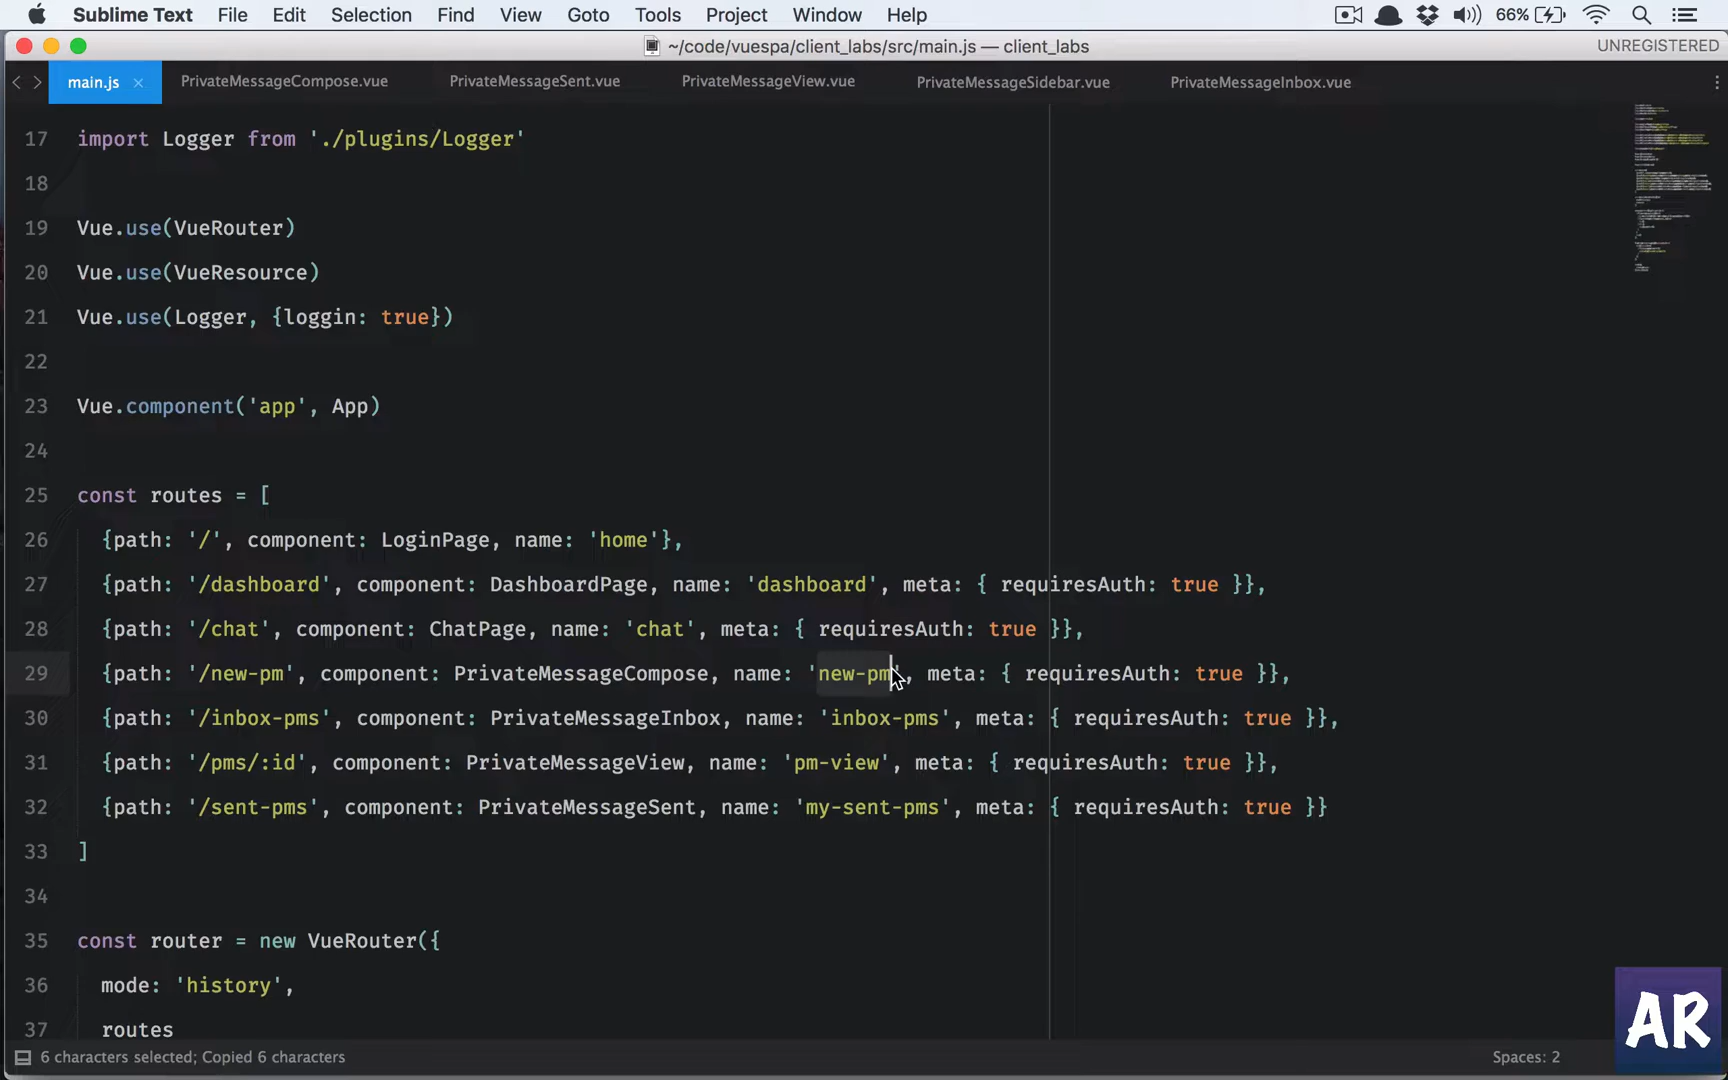 Sublime Text File Edit Selection Find View Goto Tools Project Window Help 66%
~/code/vuespa/client_labs/src/main.js — client_labs UNREGISTERED
main.js × PrivateMessageCompose.vue PrivateMessageSent.vue PrivateMessageView.vue PrivateMessageSidebar.vue PrivateMessageInbox.vue
17 import Logger from './plugins/Logger'
18
19 Vue.use(VueRouter)
20 Vue.use(VueResource)
21 Vue.use(Logger, {loggin: true})
22
23 Vue.component('app', App)
24
25 const routes = [
26 {path: '/', component: LoginPage, name: 'home'},
27 {path: '/dashboard', component: DashboardPage, name: 'dashboard', meta: { requiresAuth: true }},
28 {path: '/chat', component: ChatPage, name: 'chat', meta: { requiresAuth: true }},
29 {path: '/new-pm', component: PrivateMessageCompose, name: 'new-pm', meta: { requiresAuth: true }},
30 {path: '/inbox-pms', component: PrivateMessageInbox, name: 'inbox-pms', meta: { requiresAuth: true }},
31 {path: '/pms/:id', component: PrivateMessageView, name: 'pm-view', meta: { requiresAuth: true }},
32 {path: '/sent-pms', component: PrivateMessageSent, name: 'my-sent-pms', meta: { requiresAuth: true }}
33 ]
34
35 const router = new VueRouter({
36 mode: 'history',
37 routes
AR
6 characters selected; Copied 6 characters Spaces: 2